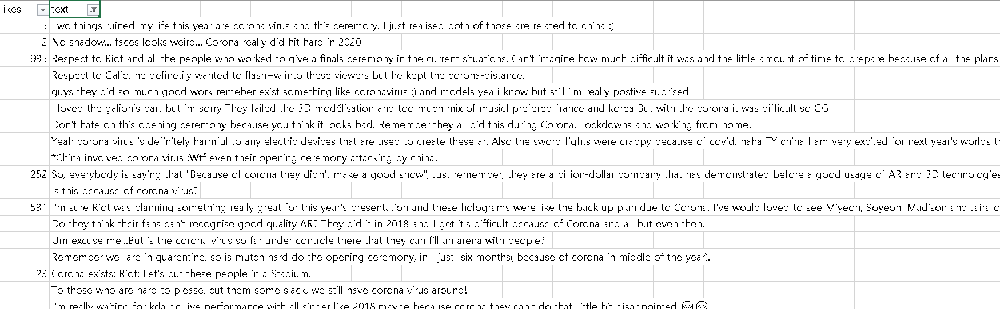 likes text
5 Two things ruined my life this year are corona virus and this ceremony. I just realised both of those are related to china :)
2 No shadow... faces looks weird... Corona really did hit hard in 2020
935 Respect to Riot and all the people who worked to give a finals ceremony in the current situations. Can't imagine how much difficult it was and the little amount of time to prepare because of all the plans
Respect to Galio, he definetily wanted to flash+w into these viewers but he kept the corona-distance.
guys they did so much good work remeber exist something like coronavirus :) and models yea i know but still i'm really postive suprised
I loved the galion's part but im sorry They failed the 3D modélisation and too much mix of musicI prefered france and korea But with the corona it was difficult so GG
Don't hate on this opening ceremony because you think it looks bad. Remember they all did this during Corona, Lockdowns and working from home!
Yeah corona virus is definitely harmful to any electric devices that are used to create these ar. Also the sword fights were crappy because of covid. haha TY china I am very excited for next year's worlds th
*China involved corona virus :Wtf even their opening ceremony attacking by china!
252 So, everybody is saying that "Because of corona they didn't make a good show", Just remember, they are a billion-dollar company that has demonstrated before a good usage of AR and 3D technologies
Is this because of corona virus?
531 I'm sure Riot was planning something really great for this year's presentation and these holograms were like the back up plan due to Corona. I've would loved to see Miyeon, Soyeon, Madison and Jaira o
Do they think their fans can't recognise good quality AR? They did it in 2018 and I get it's difficult because of Corona and all but even then.
Um excuse me,..But is the corona virus so far under controle there that they can fill an arena with people?
Remember we  are in quarentine, so is mutch hard do the opening ceremony, in   just  six months( because of corona in middle of the year).
23 Corona exists: Riot: Let's put these people in a Stadium.
To those who are hard to please, cut them some slack, we still have corona virus around!
I'm really waiting for kda do live performance with all singer like 2018 maybe because corona they can't do that, little bit disappointed